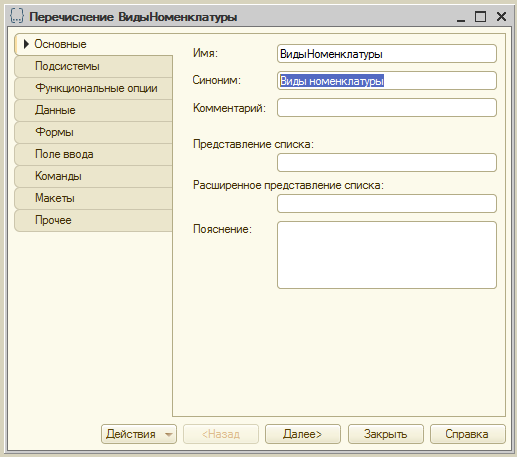 Перечисление ВидыНоменклатуры
Основные
Подсистемы
Функциональные опции
Данные
Формы
Поле ввода
Команды
Макеты
Прочее
Имя: ВидыНоменклатуры
Синоним: Виды номенклатуры
Комментарий:
Представление списка:
Расширенное представление списка:
Пояснение:
Действия <Назад Далее> Закрыть Справка